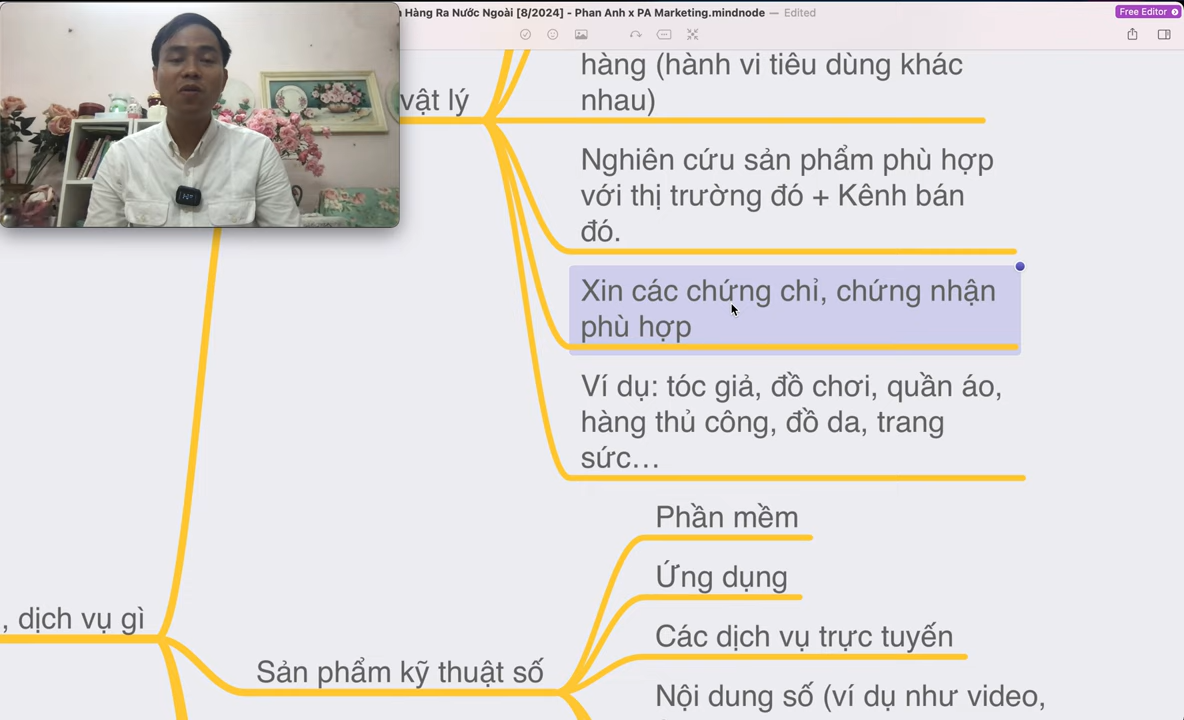 Hàng Ra Nước Ngoài [8/2024] - Phan Anh x PA Marketing.mindnode — Edited
Free Editor
hàng (hành vi tiêu dùng khác
nhau)
vật lý
Nghiên cứu sản phẩm phù hợp
với thị trường đó + Kênh bán
đó.
Xin các chứng chỉ, chứng nhận
phù hợp
Ví dụ: tóc giả, đồ chơi, quần áo,
hàng thủ công, đồ da, trang
sức...
Phần mềm
Ứng dụng
, dịch vụ gì
Các dịch vụ trực tuyến
Sản phẩm kỹ thuật số
Nội dung số (ví dụ như video,